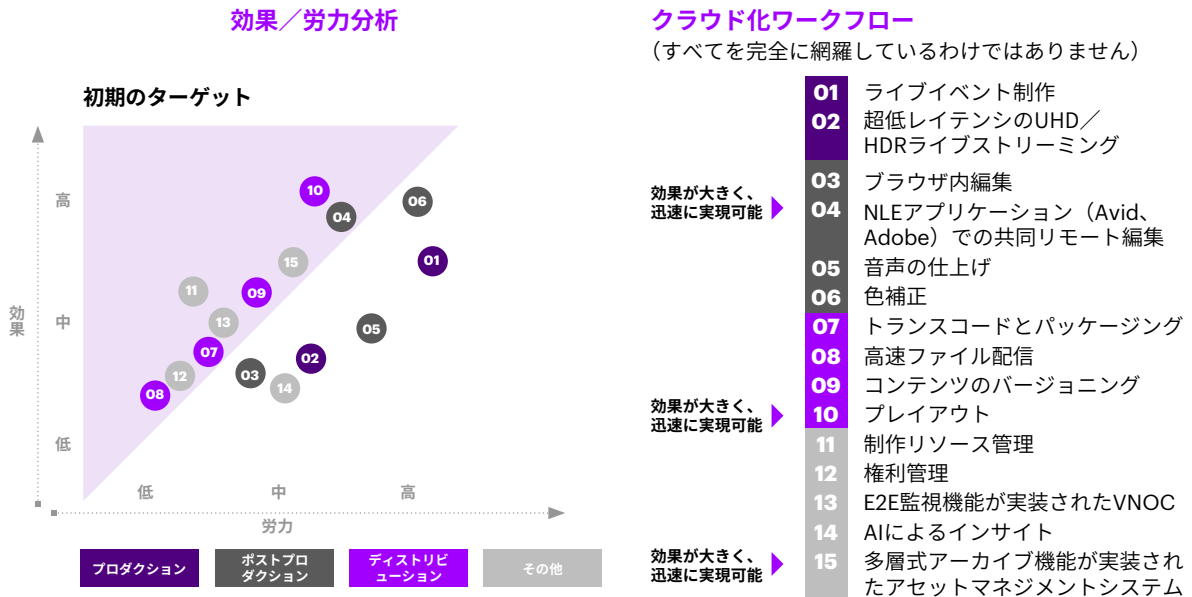 効果／労力分析
初期のターゲット
高
中
低
効果
10
04
06
01
15
11
09
13
05
07
02
12
03
14
08
低
中
高
労力
プロダクション
ポストプロ
ダクション
ディストリビ
ューション
その他
クラウド化ワークフロー
（すべてを完全に網羅しているわけではありません）
01 ライブイベント制作
02 超低レイテンシのUHD／
HDRライブストリーミング
03 ブラウザ内編集
効果が大きく、
迅速に実現可能
04 NLEアプリケーション（Avid、
Adobe）での共同リモート編集
05 音声の仕上げ
06 色補正
07 トランスコードとパッケージング
08 高速ファイル配信
09 コンテンツのバージョニング
効果が大きく、
迅速に実現可能
10 プレイアウト
11 制作リソース管理
12 権利管理
13 E2E監視機能が実装されたVNOC
14 AIによるインサイト
効果が大きく、
迅速に実現可能
15 多層式アーカイブ機能が実装され
たアセットマネジメントシステム